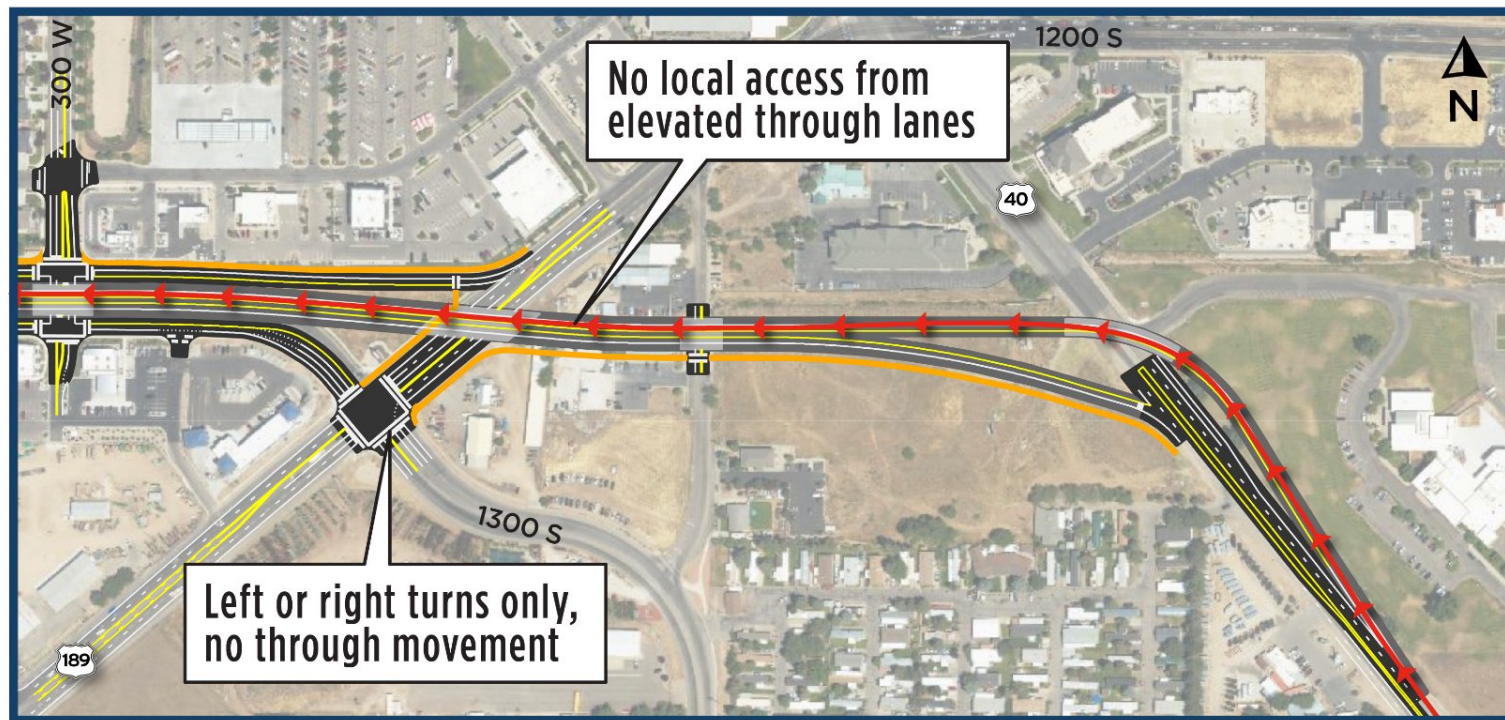 300 W
1200 S
N
No local access from
elevated through lanes
40
1300 S
Left or right turns only,
no through movement
189